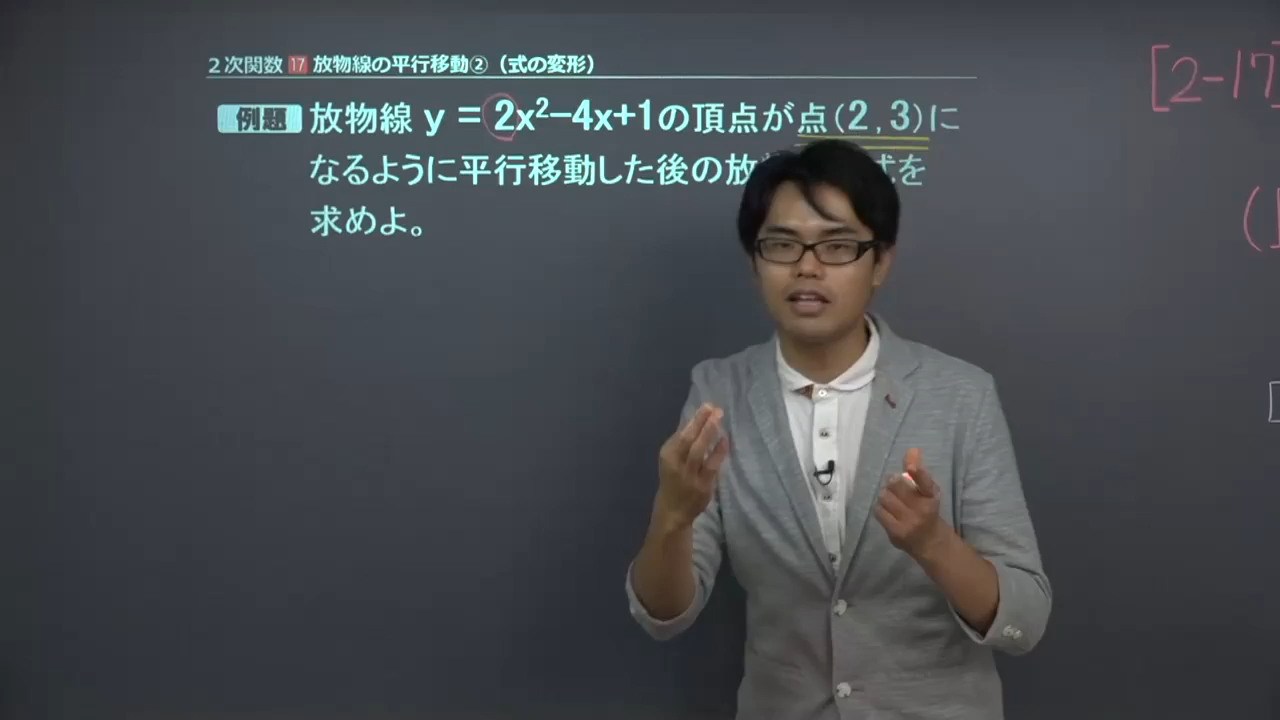 2次関数 17 放物線の平行移動②（式の変形）
[2-17]
例題 放物線 y = 2x²−4x+1の頂点が点(2,3)に
なるように平行移動した後の放 式を
求めよ。